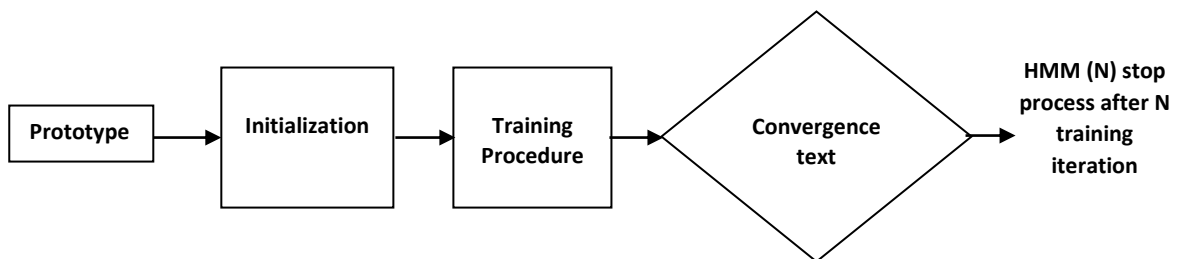 Prototype
Initialization
Training
Procedure
Convergence
text
HMM (N) stop
process after N
training
iteration